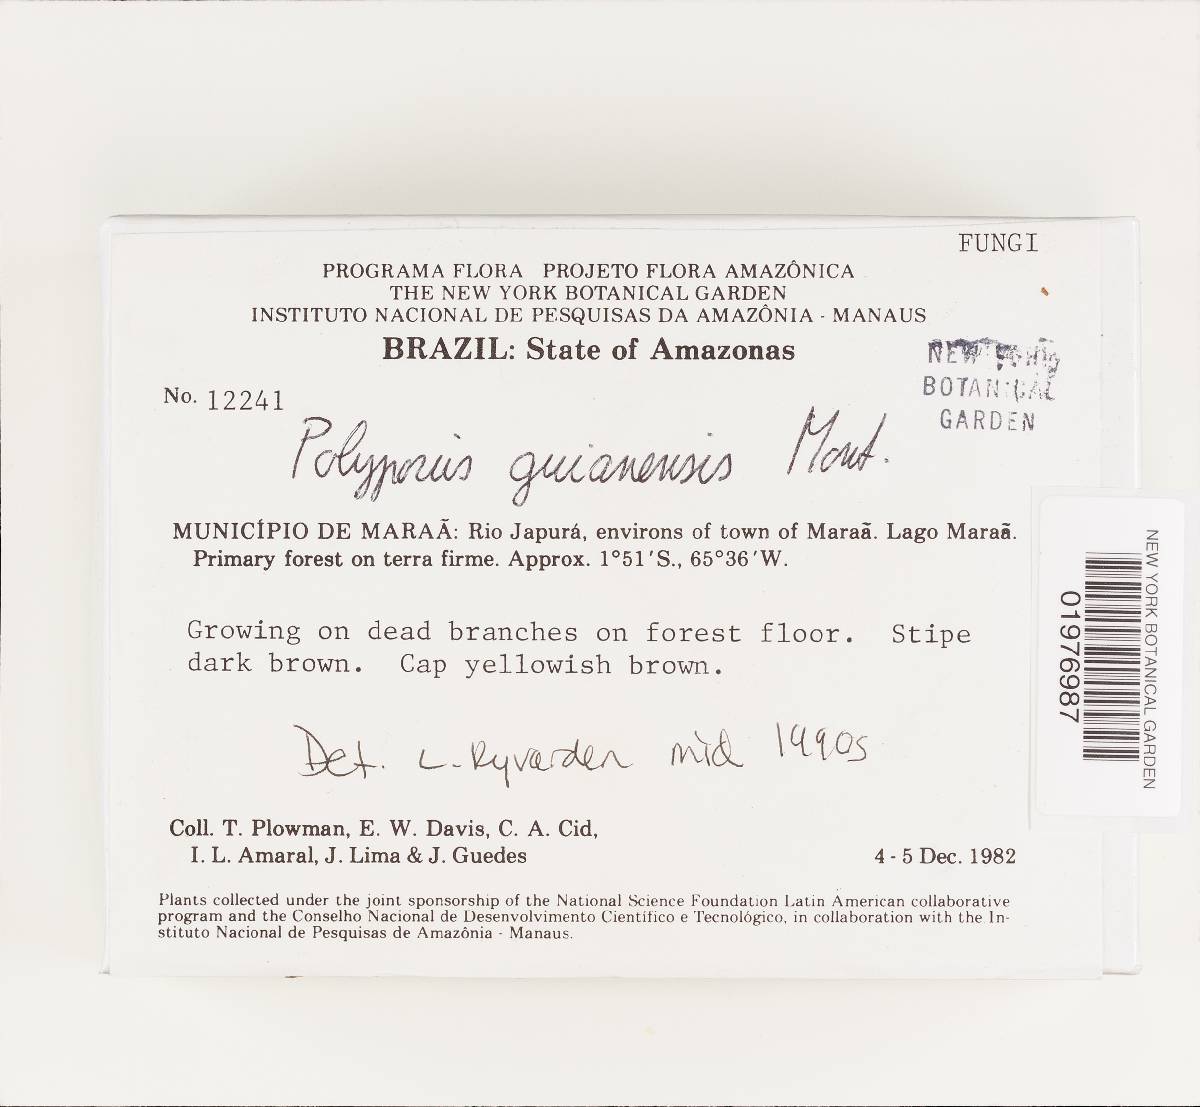 FUNGI
PROGRAMA FLORA PROJETO FLORA AMAZÔNICA
THE NEW YORK BOTANICAL GARDEN
INSTITUTO NACIONAL DE PESQUISAS DA AMAZÔNIA - MANAUS
BRAZIL: State of Amazonas
NEW YORK
BOTANICAL
GARDEN
No. 12241
Polyporus guianensis Mont.
MUNICÍPIO DE MARAÃ: Rio Japurá, environs of town of Maraã. Lago Maraã.
Primary forest on terra firme. Approx. 1°51'S., 65°36'W.
Growing on dead branches on forest floor. Stipe
dark brown. Cap yellowish brown.
Det. L. Ryvarden mid 1990s
Coll. T. Plowman, E. W. Davis, C. A. Cid,
I. L. Amaral, J. Lima & J. Guedes
4 - 5 Dec. 1982
Plants collected under the joint sponsorship of the National Science Foundation Latin American collaborative
program and the Conselho Nacional de Desenvolvimento Científico e Tecnológico, in collaboration with the In-
stituto Nacional de Pesquisas de Amazônia - Manaus.
NEW YORK BOTANICAL GARDEN
01976987